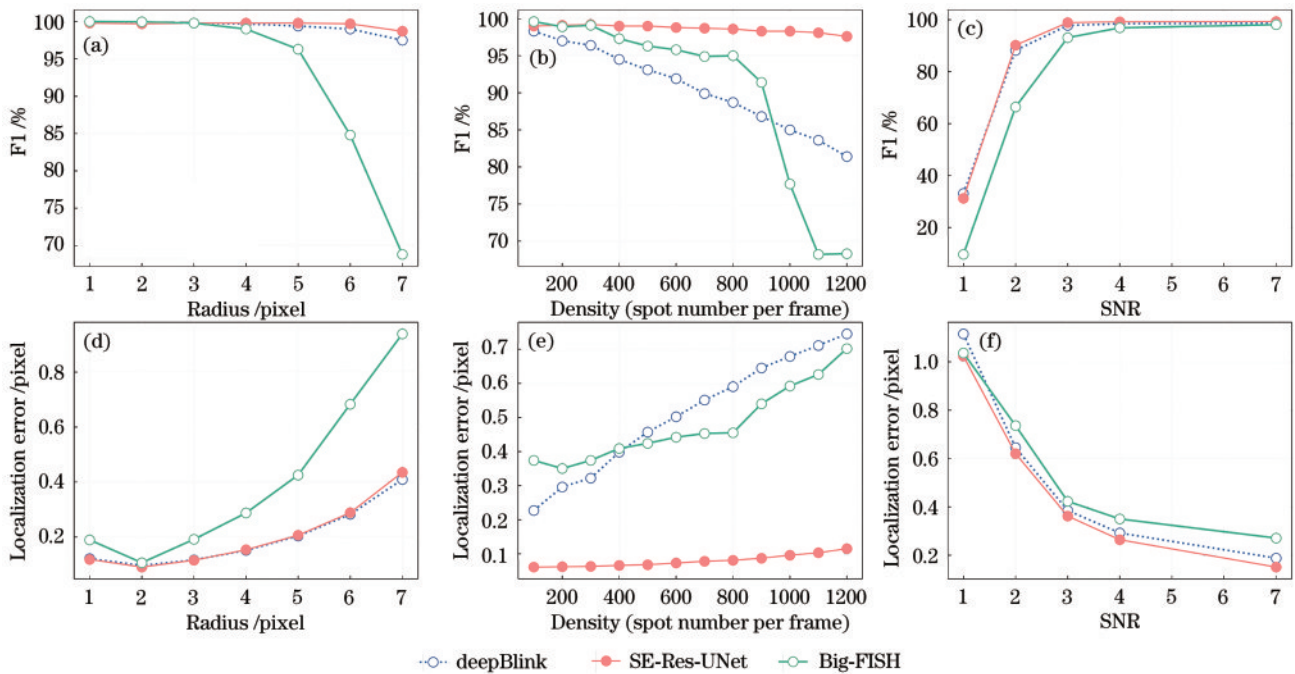 (a)
F1 /%
100
95
90
85
80
75
70
1 2 3 4 5 6 7
Radius /pixel
(b)
F1 /%
100
95
90
85
80
75
70
200 400 600 800 1000 1200
Density (spot number per frame)
(c)
F1 /%
100
80
60
40
20
1 2 3 4 5 6 7
SNR
(d)
Localization error /pixel
0.8
0.6
0.4
0.2
1 2 3 4 5 6 7
Radius /pixel
(e)
Localization error /pixel
0.7
0.6
0.5
0.4
0.3
0.2
0.1
200 400 600 800 1000 1200
Density (spot number per frame)
(f)
Localization error /pixel
1.0
0.8
0.6
0.4
0.2
1 2 3 4 5 6 7
SNR
deepBlink SE-Res-UNet Big-FISH